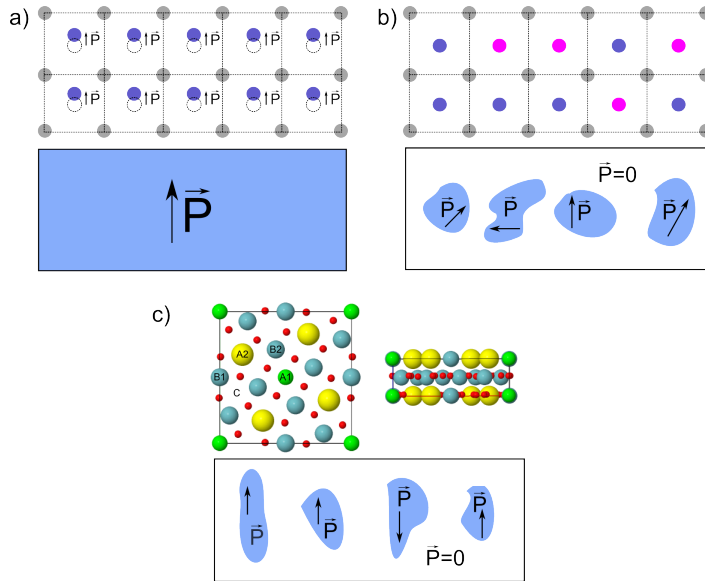 a)
P⃗ P⃗ P⃗ P⃗ P⃗
P⃗ P⃗ P⃗ P⃗ P⃗
P⃗
b)
P⃗=0
P⃗ P⃗ P⃗ P⃗
c)
A2 B2
B1 A1
C
P⃗ P⃗ P⃗ P⃗
P⃗=0